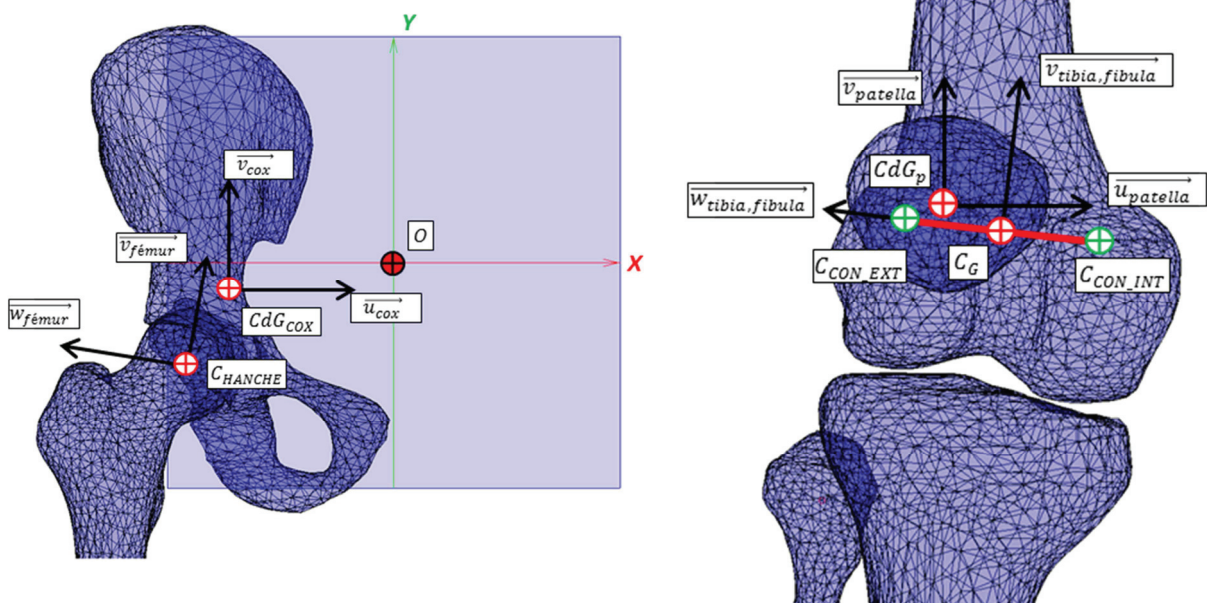 Y
v_cox
v_fémur
O
X
w_fémur
CdG_COX
u_cox
C_HANCHE
v_patella
v_tibia,fibula
CdG_p
w_tibia,fibula
u_patella
C_CON_EXT
C_G
C_CON_INT